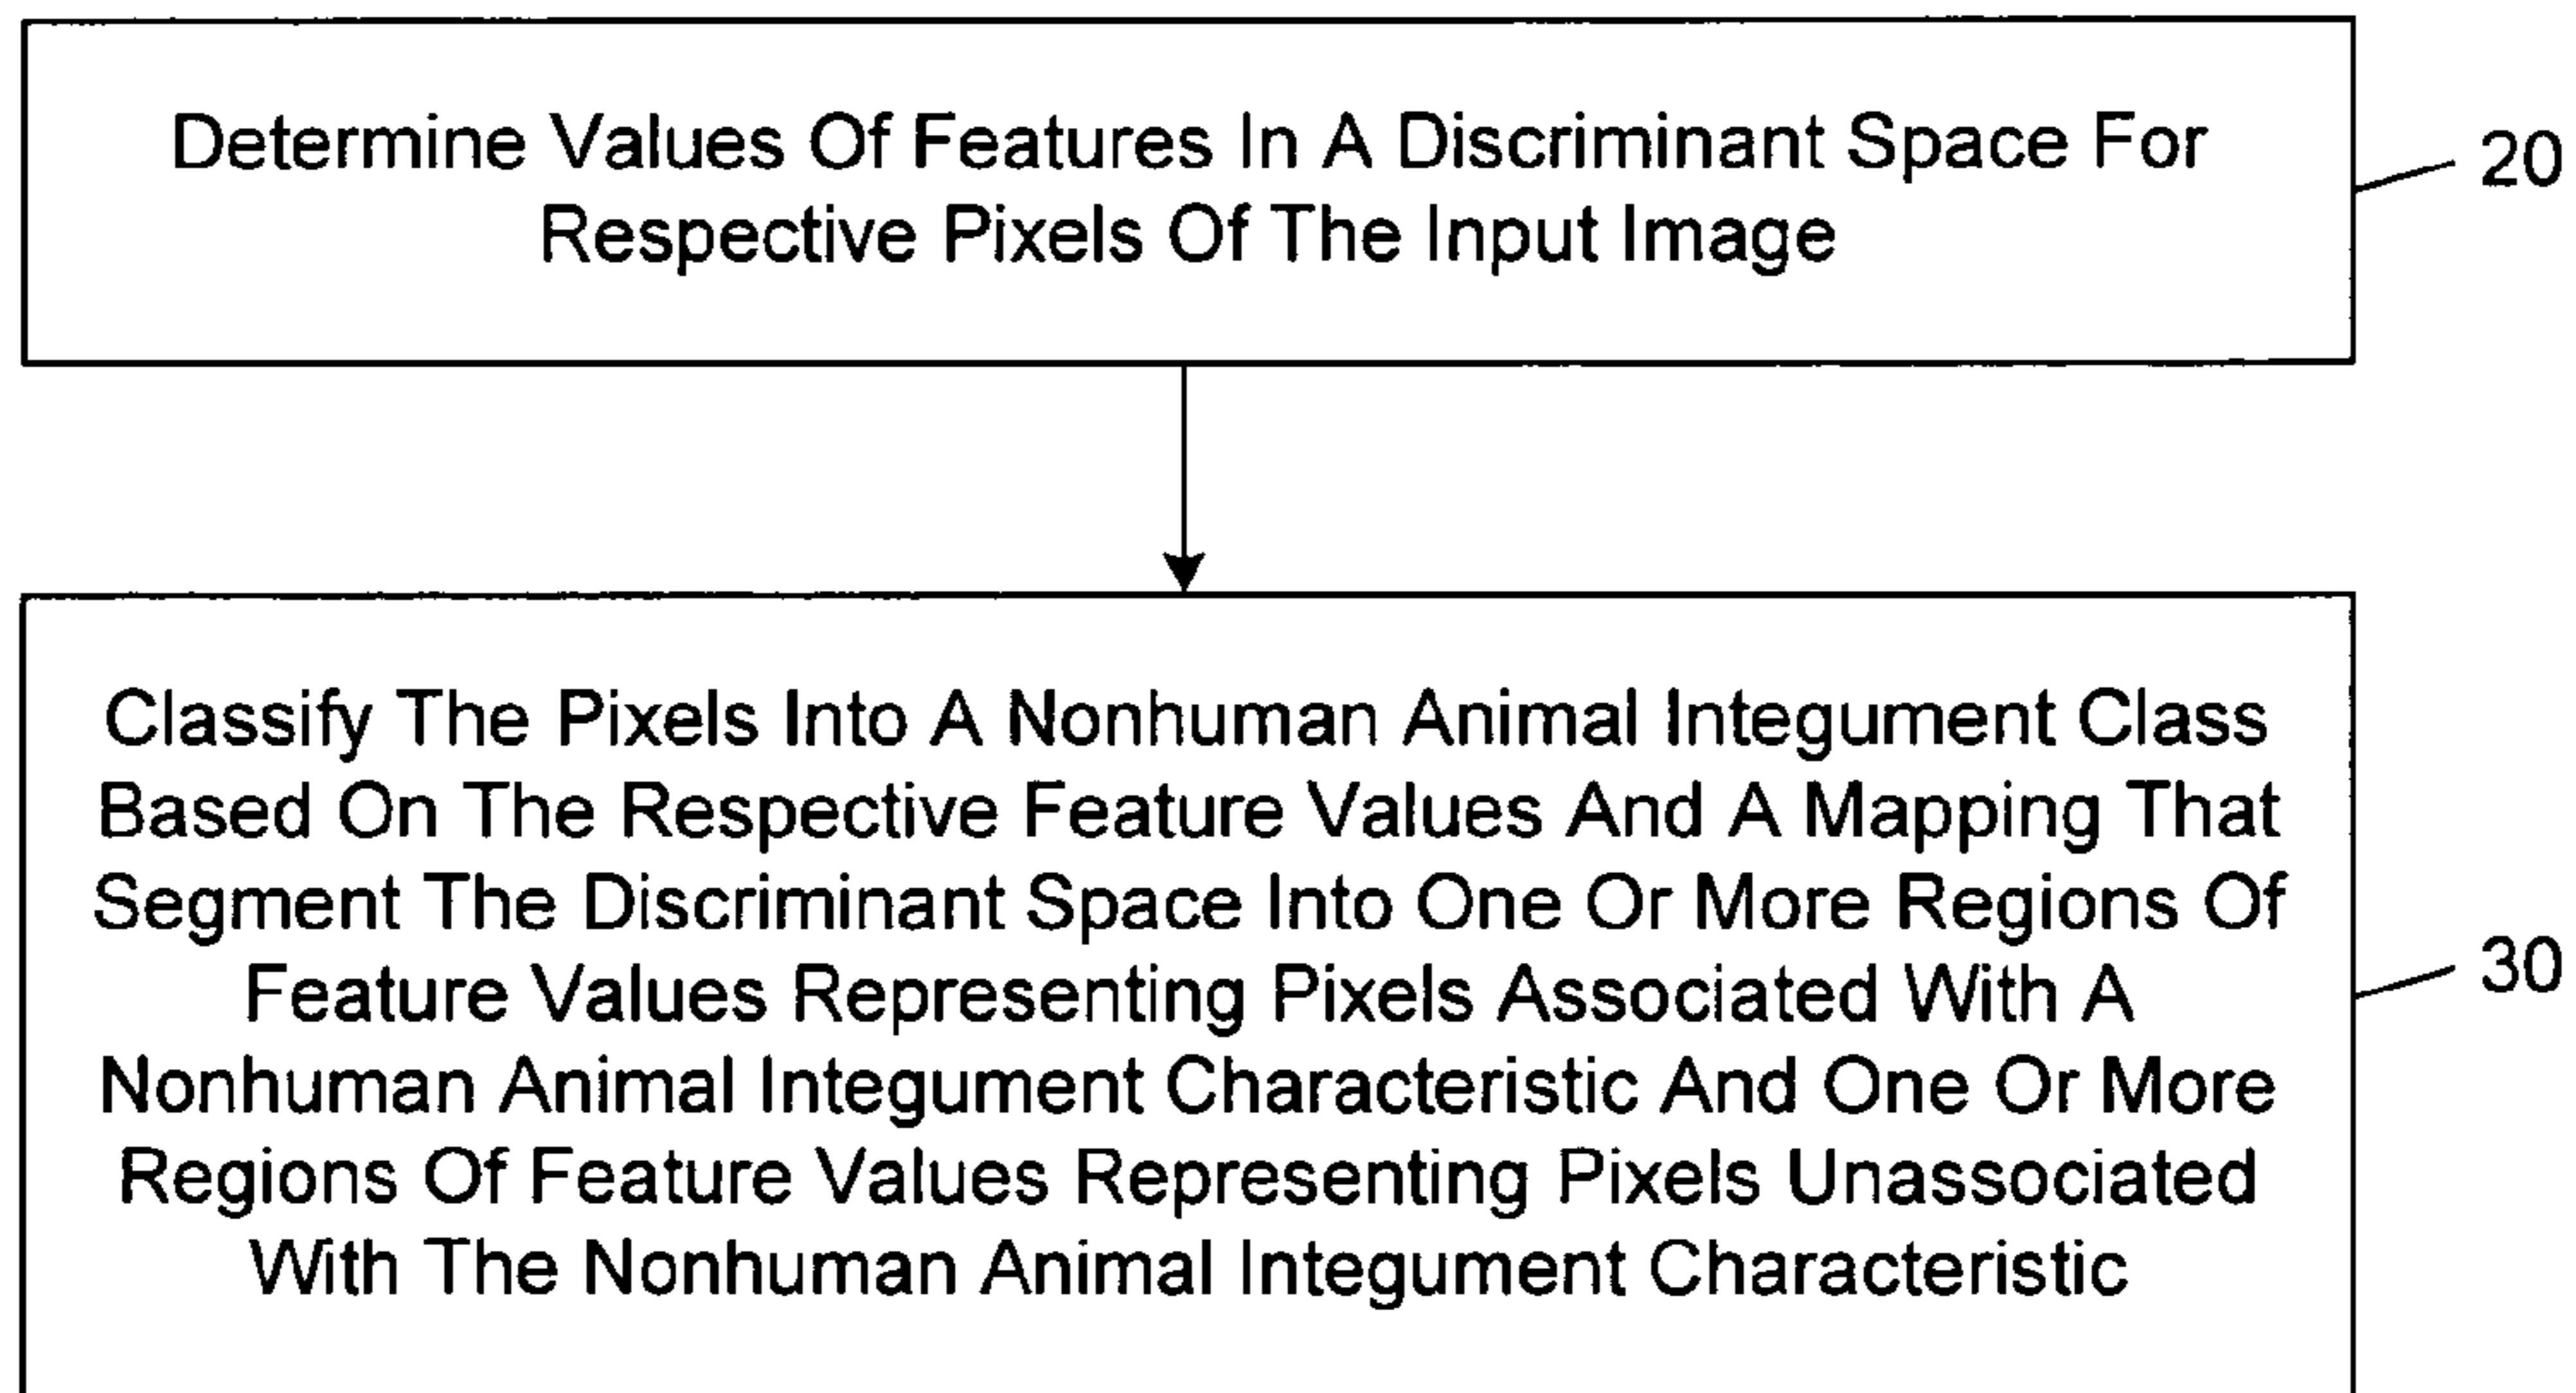 Determine Values Of Features In A Discriminant Space For
Respective Pixels Of The Input Image
20
Classify The Pixels Into A Nonhuman Animal Integument Class
Based On The Respective Feature Values And A Mapping That
Segment The Discriminant Space Into One Or More Regions Of
Feature Values Representing Pixels Associated With A
Nonhuman Animal Integument Characteristic And One Or More
Regions Of Feature Values Representing Pixels Unassociated
With The Nonhuman Animal Integument Characteristic
30